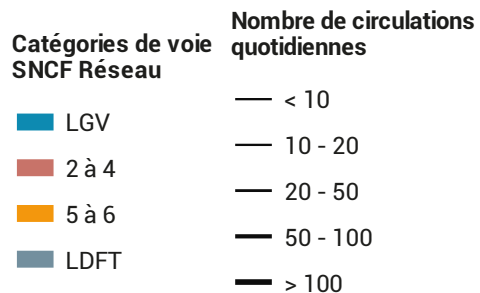 Catégories de voie
SNCF Réseau
LGV
2 à 4
5 à 6
LDFT
Nombre de circulations
quotidiennes
< 10
10 - 20
20 - 50
50 - 100
> 100